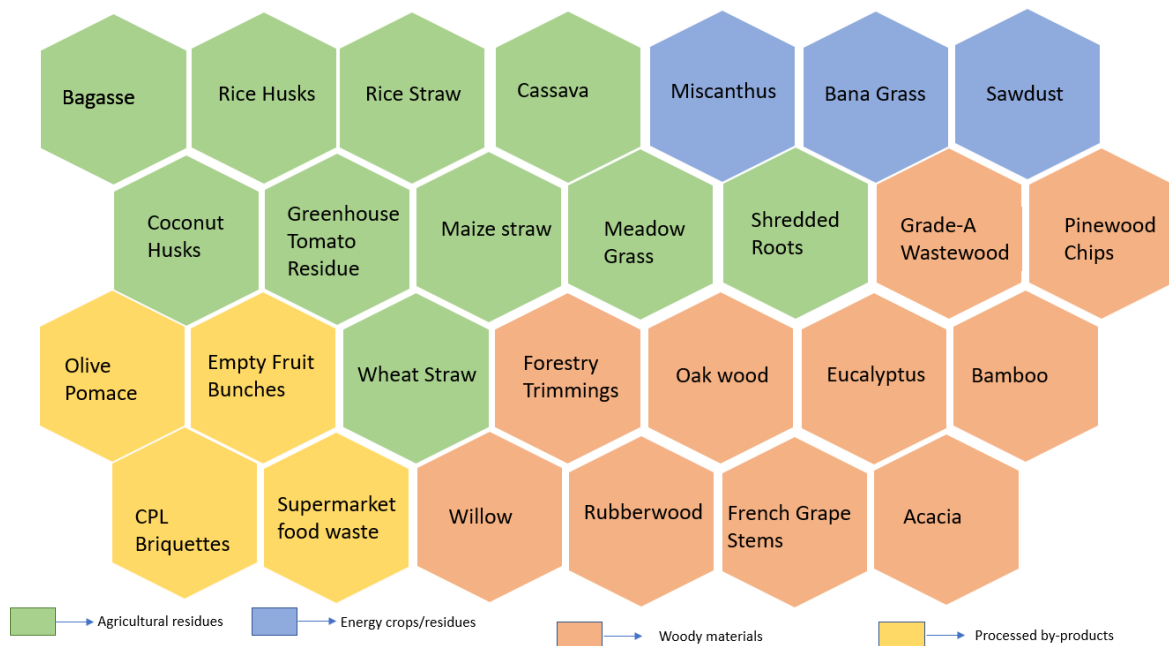 Bagasse
Rice Husks
Rice Straw
Cassava
Miscanthus
Bana Grass
Sawdust
Coconut
Husks
Greenhouse
Tomato
Residue
Maize straw
Meadow
Grass
Shredded
Roots
Grade-A
Wastewood
Pinewood
Chips
Olive
Pomace
Empty Fruit
Bunches
Wheat Straw
Forestry
Trimmings
Oak wood
Eucalyptus
Bamboo
CPL
Briquettes
Supermarket
food waste
Willow
Rubberwood
French Grape
Stems
Acacia
Agricultural residues
Energy crops/residues
Woody materials
Processed by-products